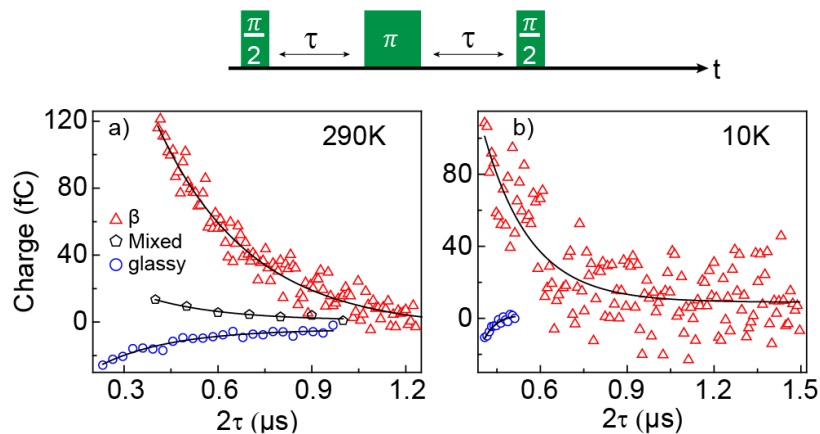 π/2 τ π τ π/2
t
a) 290K
b) 10K
β
Mixed
glassy
Charge (fC)
120
80
40
0
80
40
0
0.3 0.6 0.9 1.2
0.6 0.9 1.2 1.5
2τ (μs)
2τ (μs)